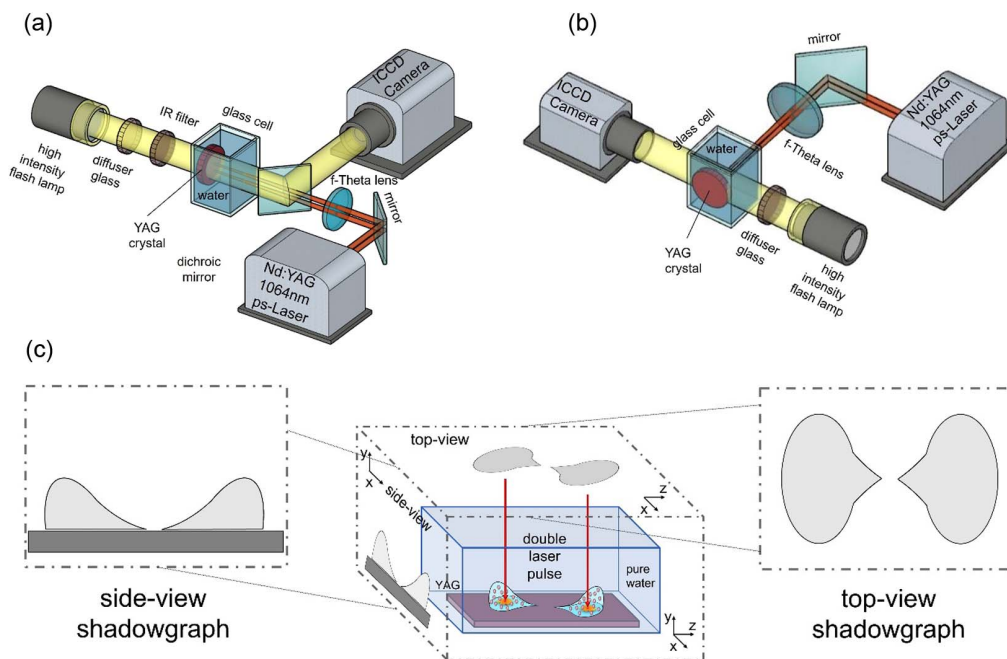 (a)
high
intensity
flash lamp
diffuser
glass
IR filter
glass cell
water
YAG
crystal
dichroic
mirror
ICCD
Camera
f-Theta lens
mirror
Nd:YAG
1064nm
ps-Laser
(b)
ICCD
Camera
glass cell
water
YAG
crystal
mirror
f-Theta lens
Nd:YAG
1064nm
ps-Laser
diffuser
glass
high
intensity
flash lamp
(c)
side-view
shadowgraph
top-view
y
x
side-view
z
x
double
laser
pulse
YAG
pure
water
y
z
x
top-view
shadowgraph